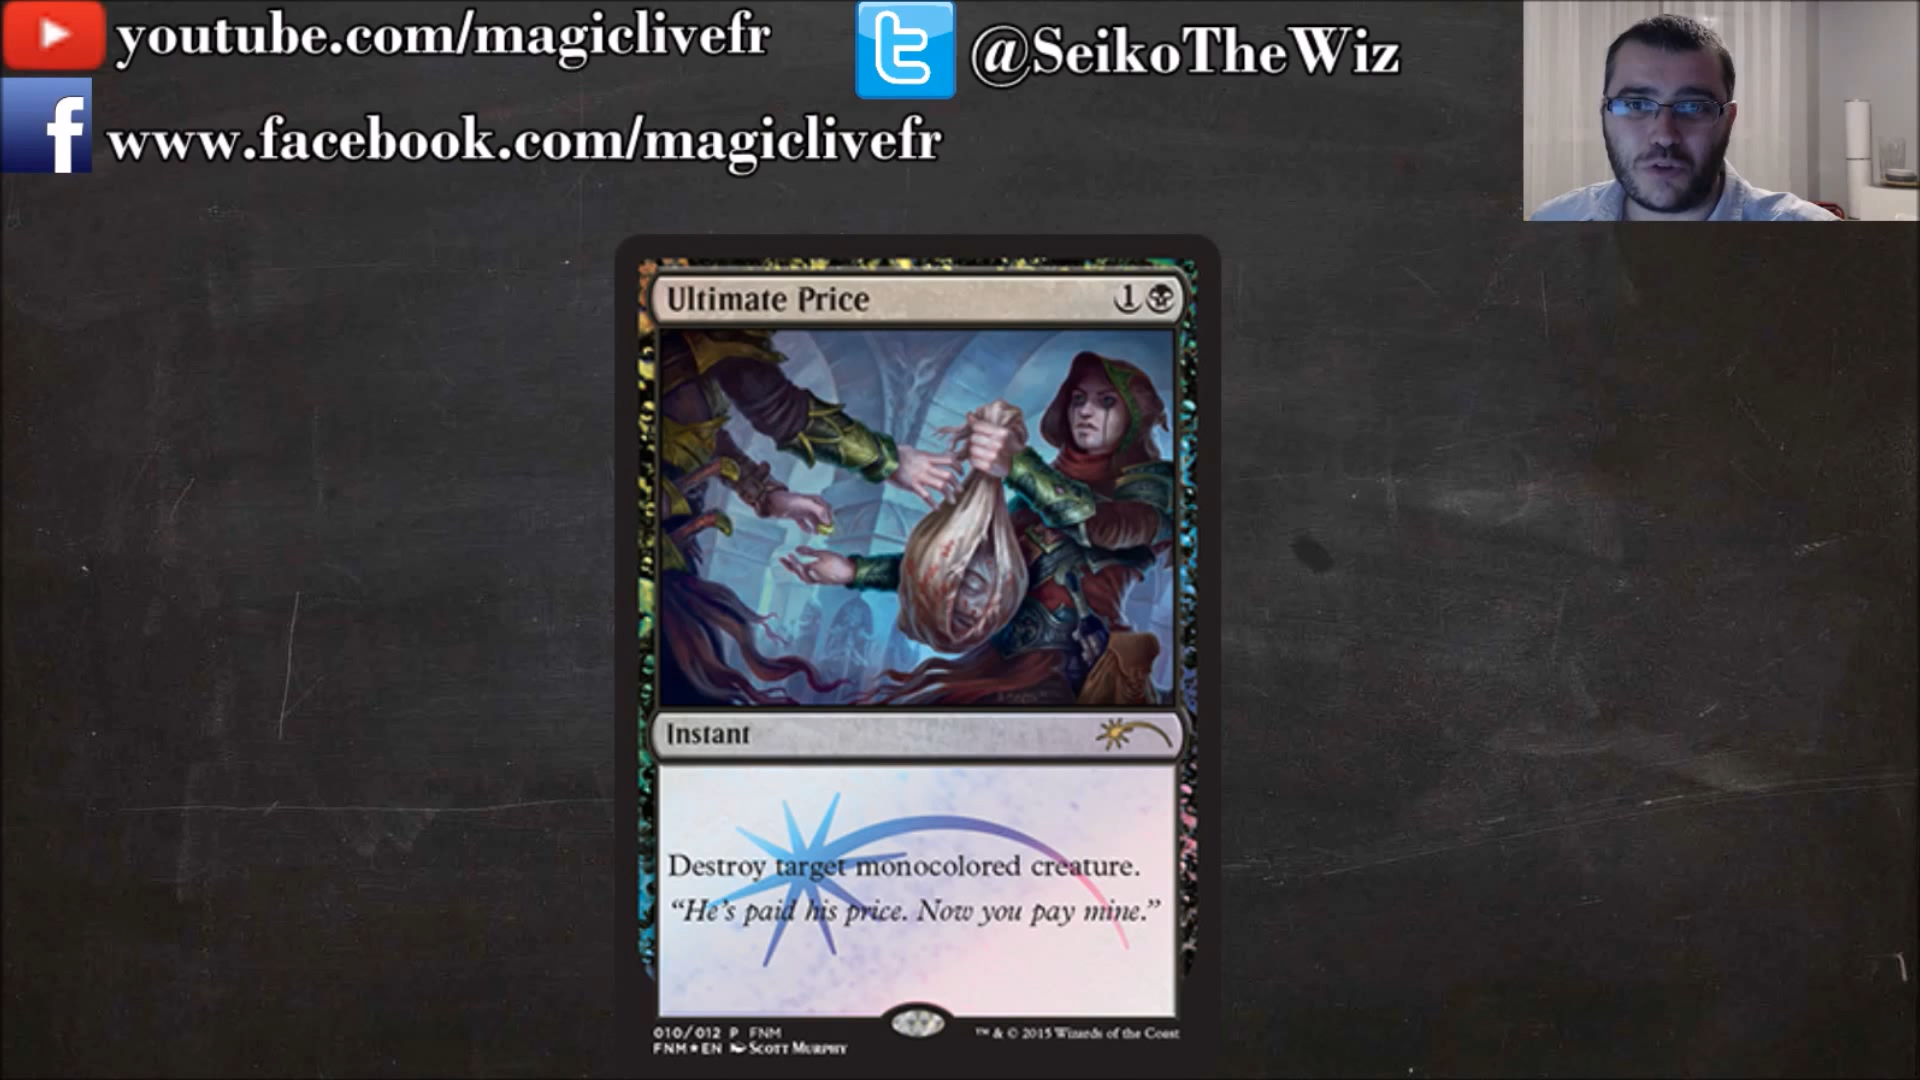 youtube.com/magiclivefr
@SeikoTheWiz
www.facebook.com/magiclivefr
Ultimate Price 1
Instant
Destroy target monocolored creature.
“He’s paid his price. Now you pay mine.”
010/012 P FNM
FNM★EN Scott Murphy
™ & © 2015 Wizards of the Coast